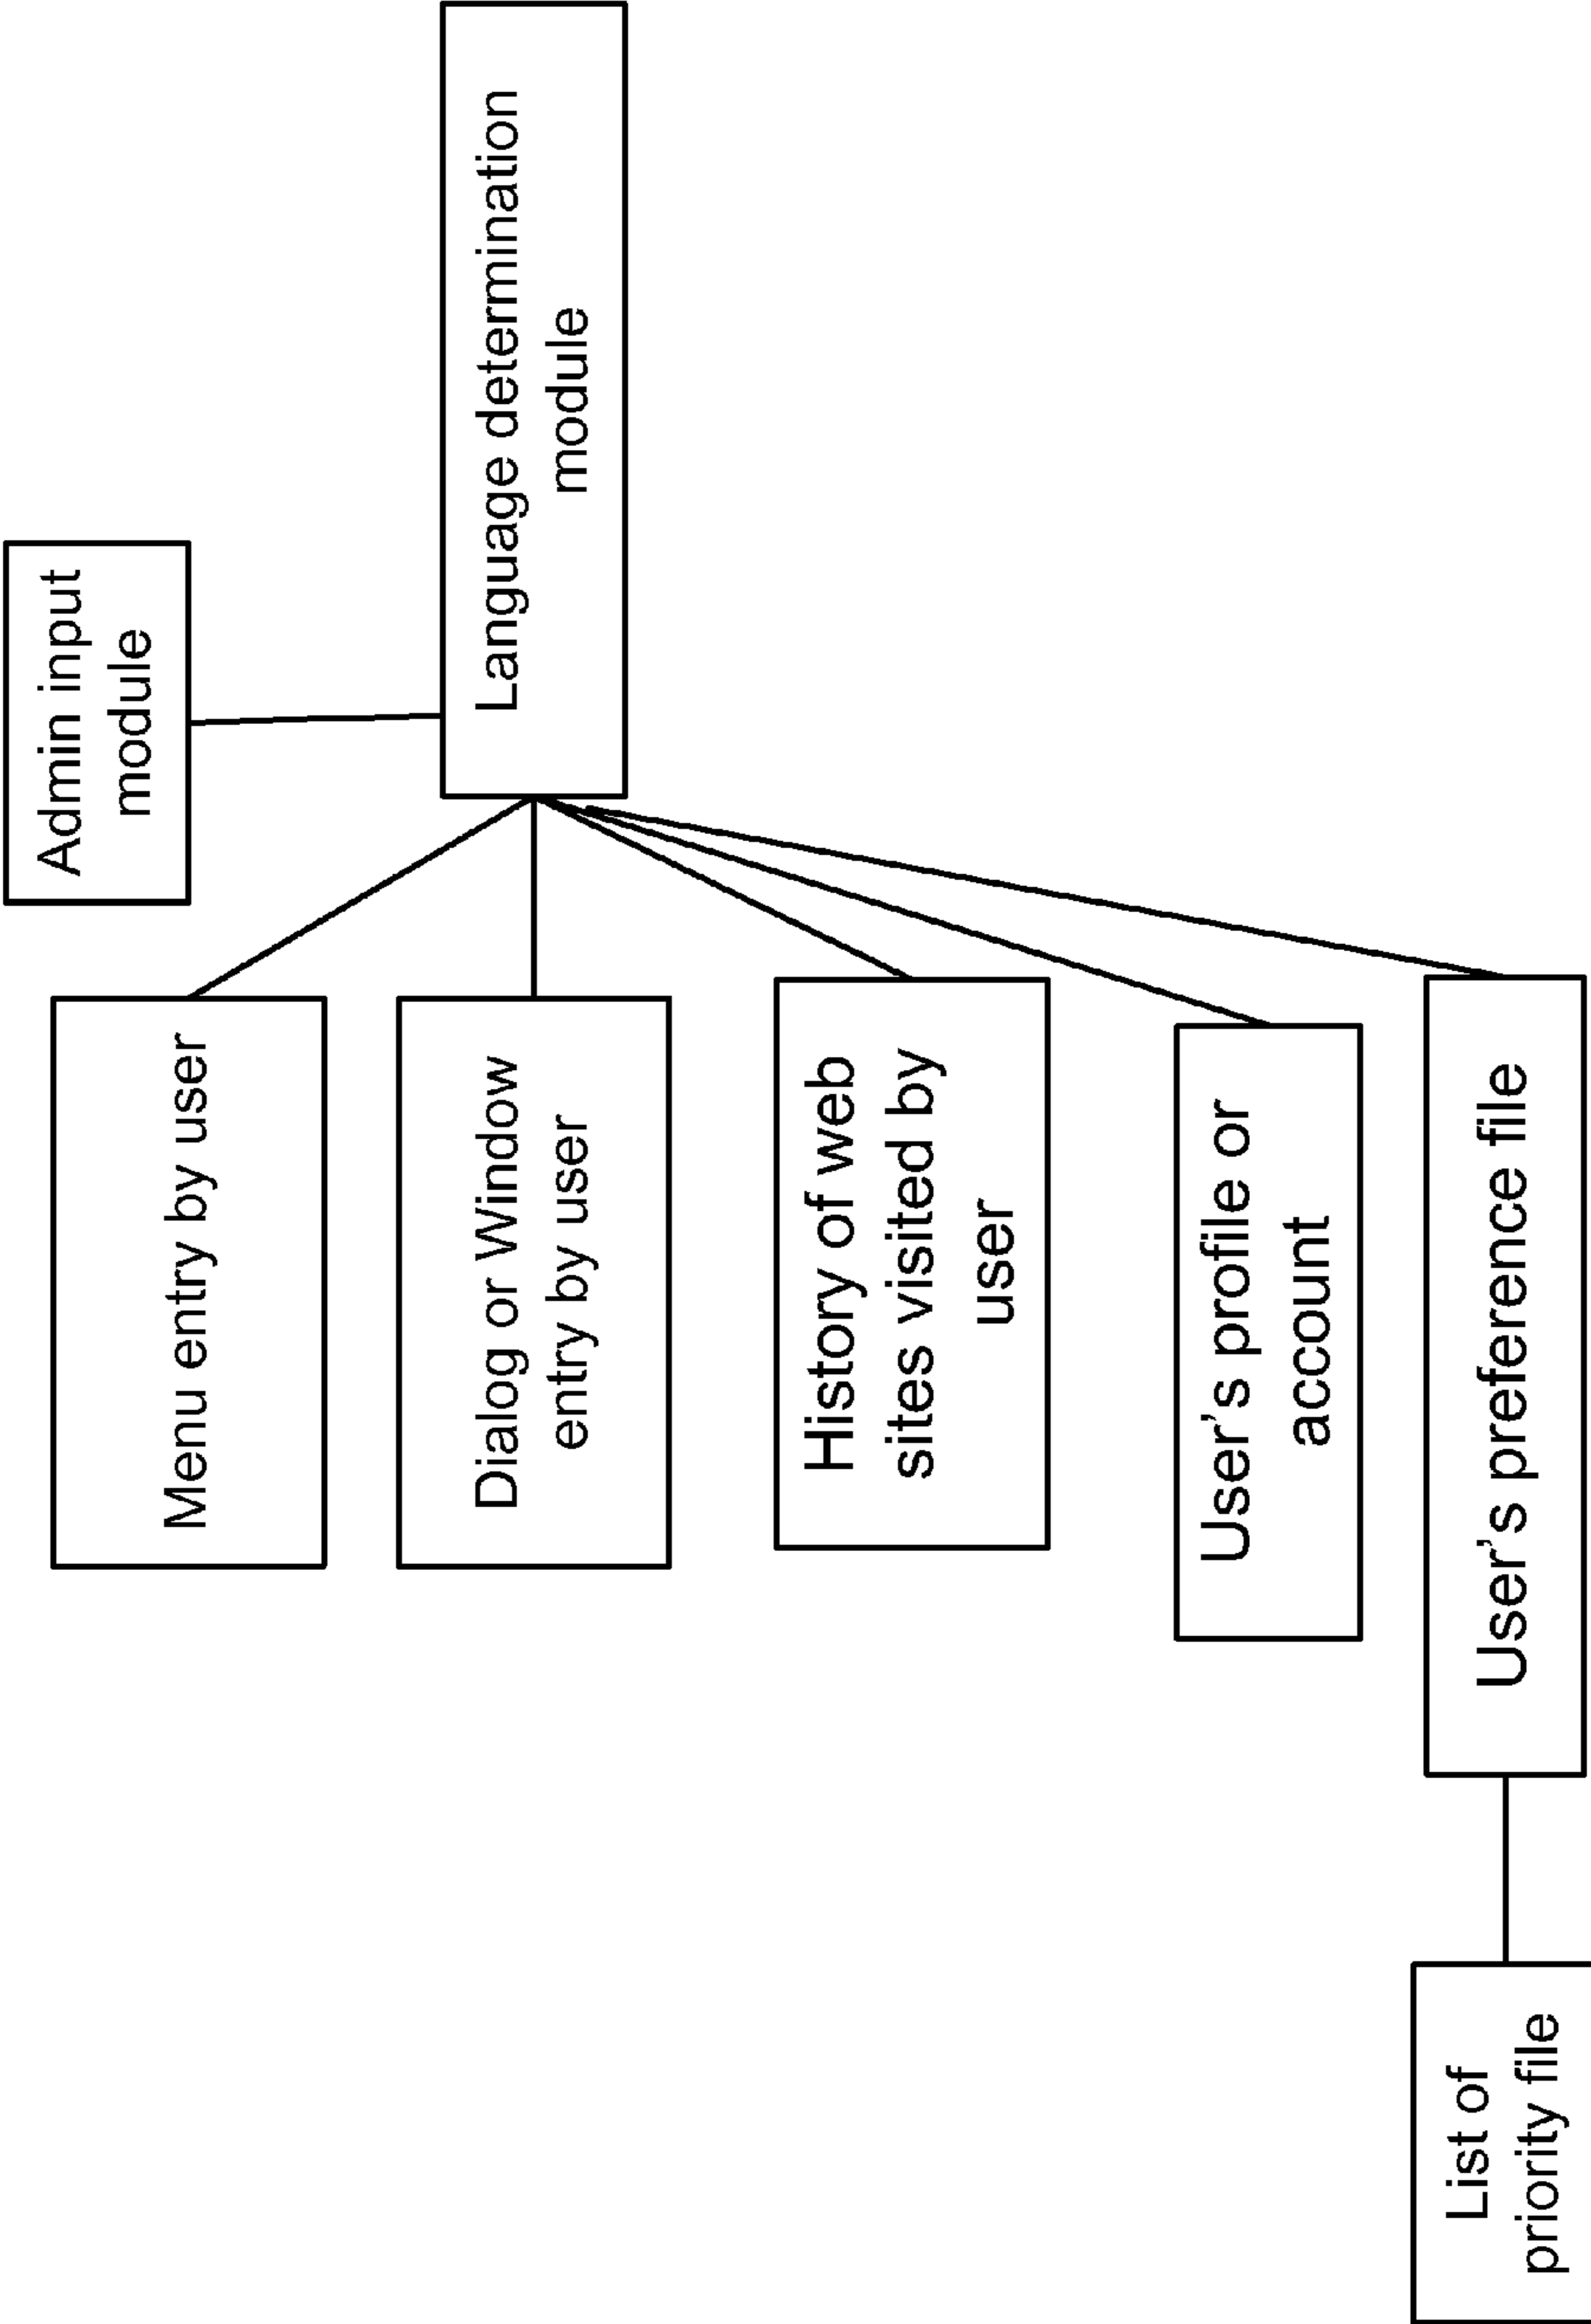 Admin input
module
Language determination
module
Menu entry by user
Dialog or Window
entry by user
History of web
sites visited by
user
User’s profile or
account
User’s preference file
List of
priority file